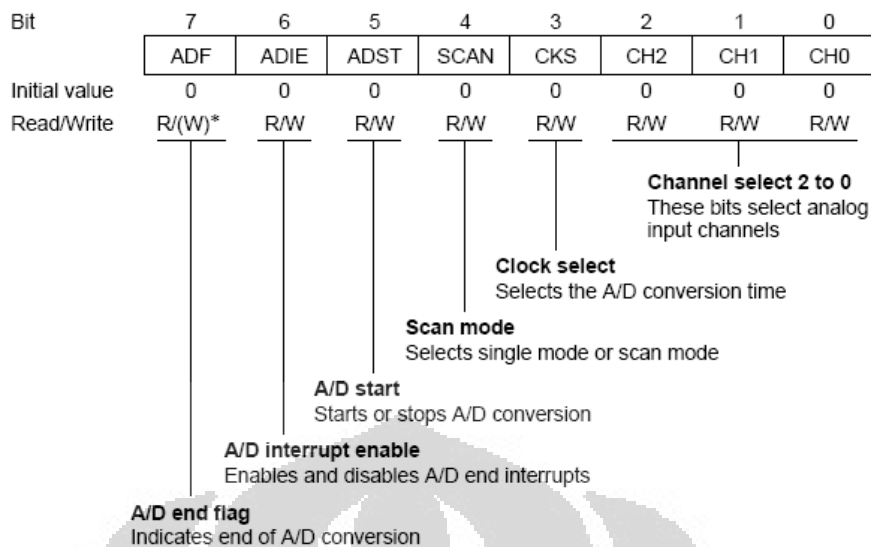 Bit 7 6 5 4 3 2 1 0
ADF ADIE ADST SCAN CKS CH2 CH1 CH0
Initial value 0 0 0 0 0 0 0 0
Read/Write R/(W)* R/W R/W R/W R/W R/W R/W R/W
Channel select 2 to 0
These bits select analog
input channels
Clock select
Selects the A/D conversion time
Scan mode
Selects single mode or scan mode
A/D start
Starts or stops A/D conversion
A/D interrupt enable
Enables and disables A/D end interrupts
A/D end flag
Indicates end of A/D conversion